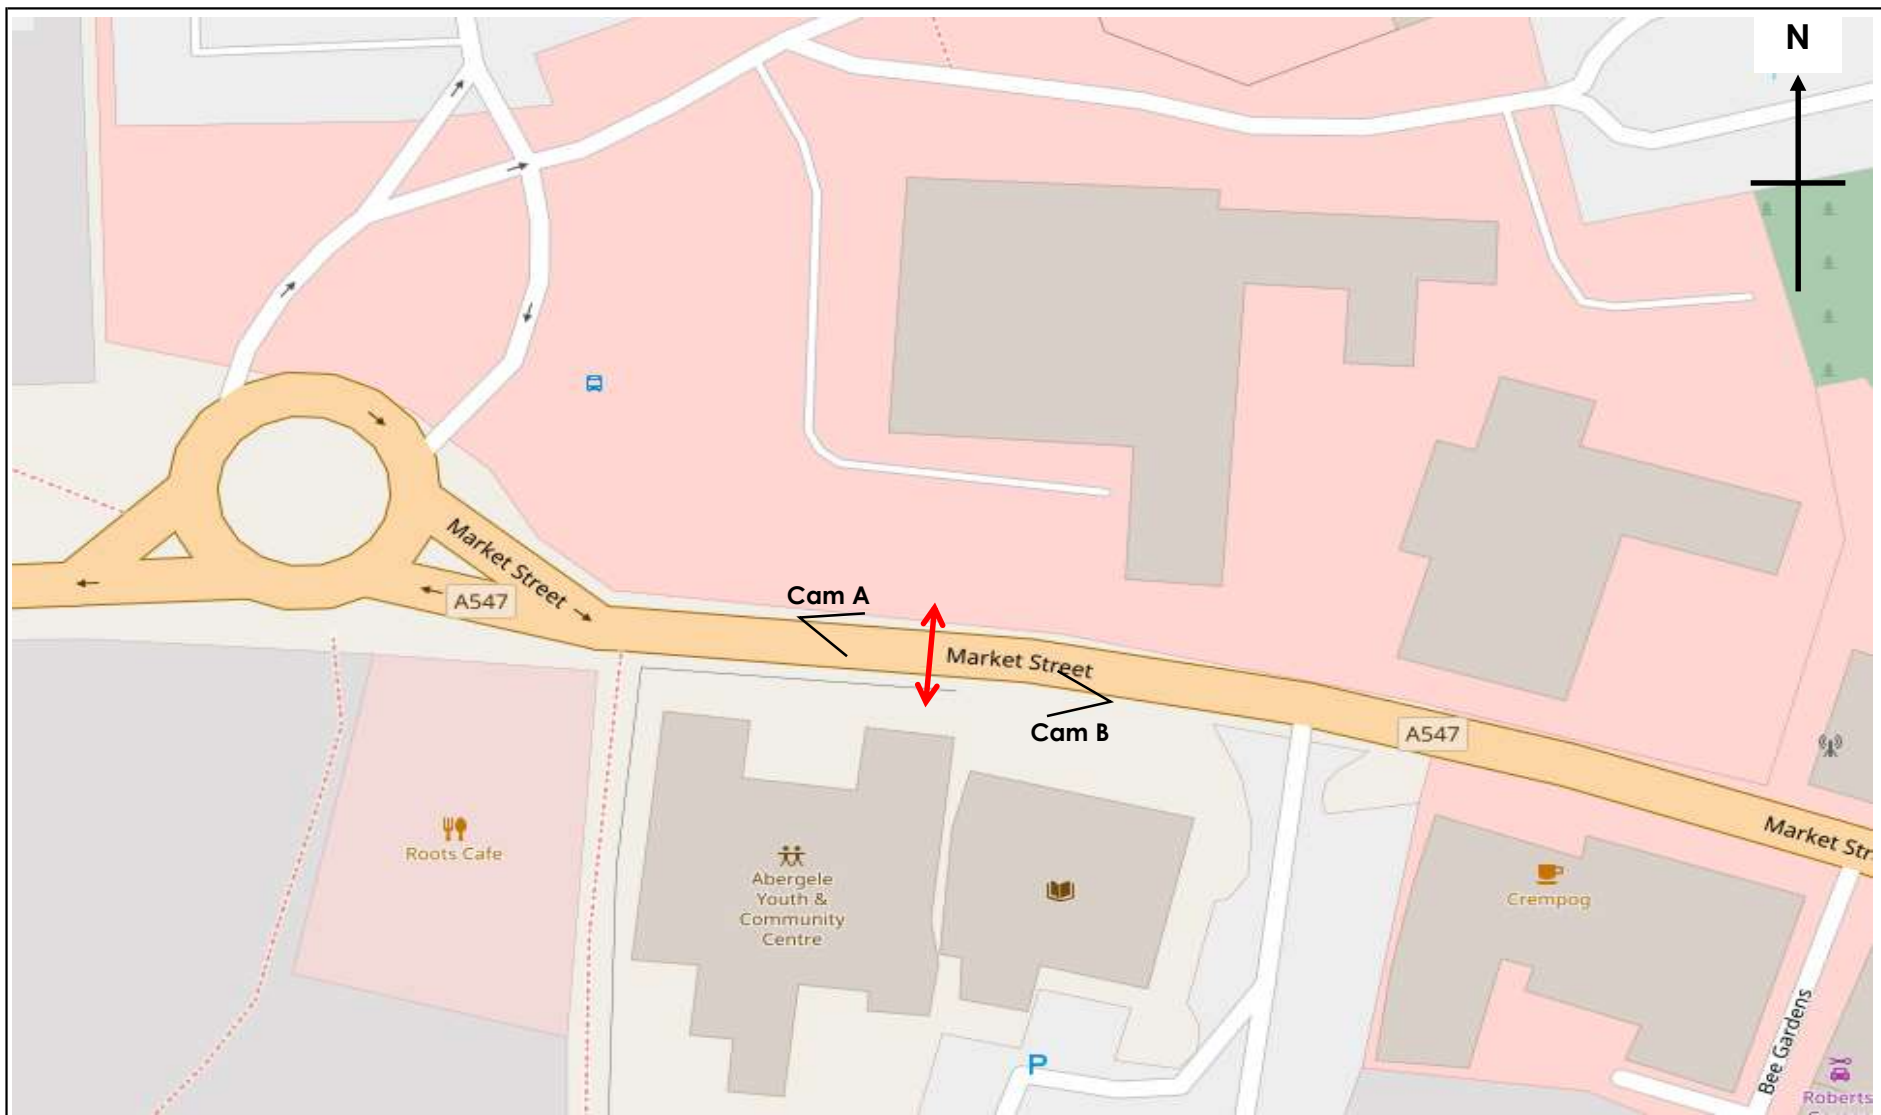 N
Market Street
A547
Cam A
Market Street
Cam B
A547
Market Str
Roots Cafe
Abergele
Youth &
Community
Centre
Crempog
P
Bee Gardens
Roberts